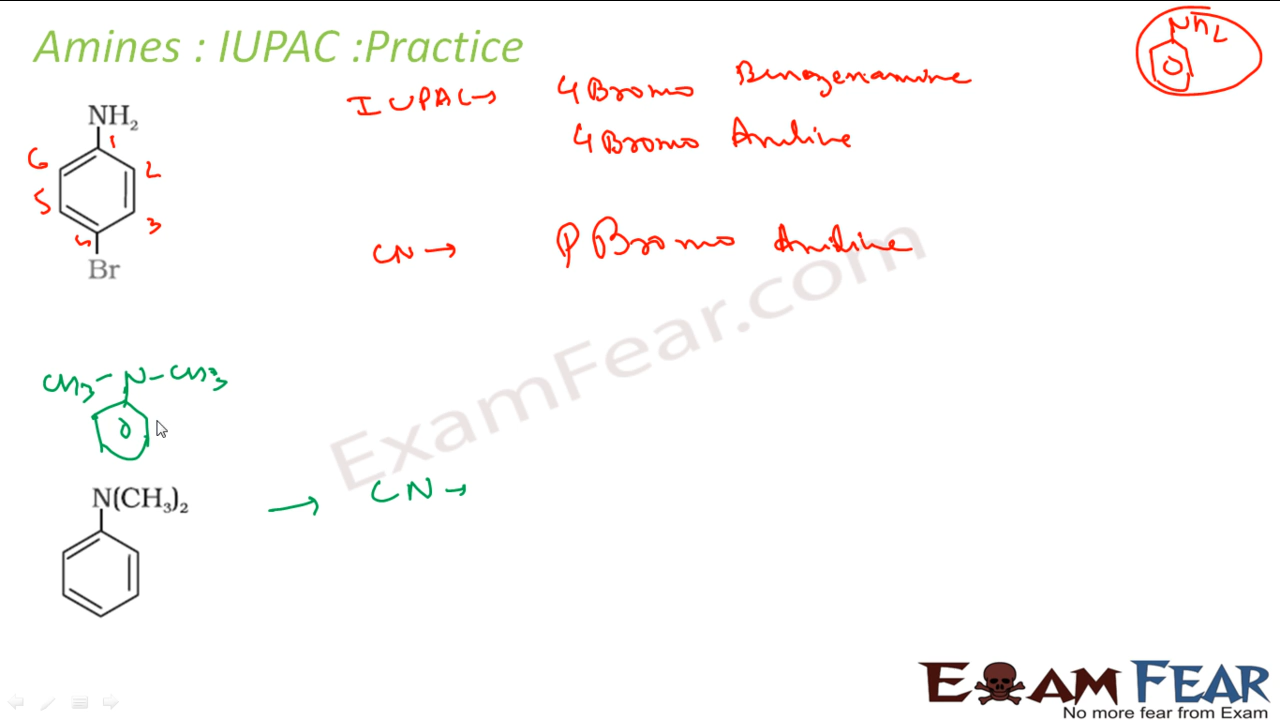 Amines : IUPAC :Practice
NH2
IUPAC → 4 Bromo Benzenamine
NH2
4 Bromo Aniline
1
6
2
5
3
4
Br
CN → P Bromo Aniline
ExamFear.com
CH3 - N - CH3
N(CH3)2
→ CN →
EXAM FEAR
No more fear from Exam